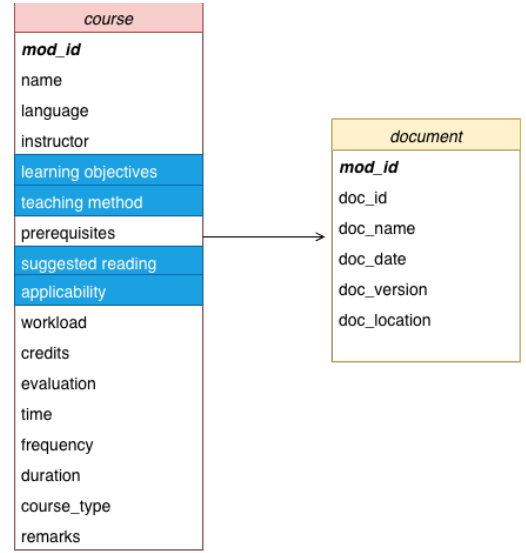 course
mod_id
name
language
instructor
learning objectives
teaching method
prerequisites
suggested reading
applicability
workload
credits
evaluation
time
frequency
duration
course_type
remarks
document
mod_id
doc_id
doc_name
doc_date
doc_version
doc_location